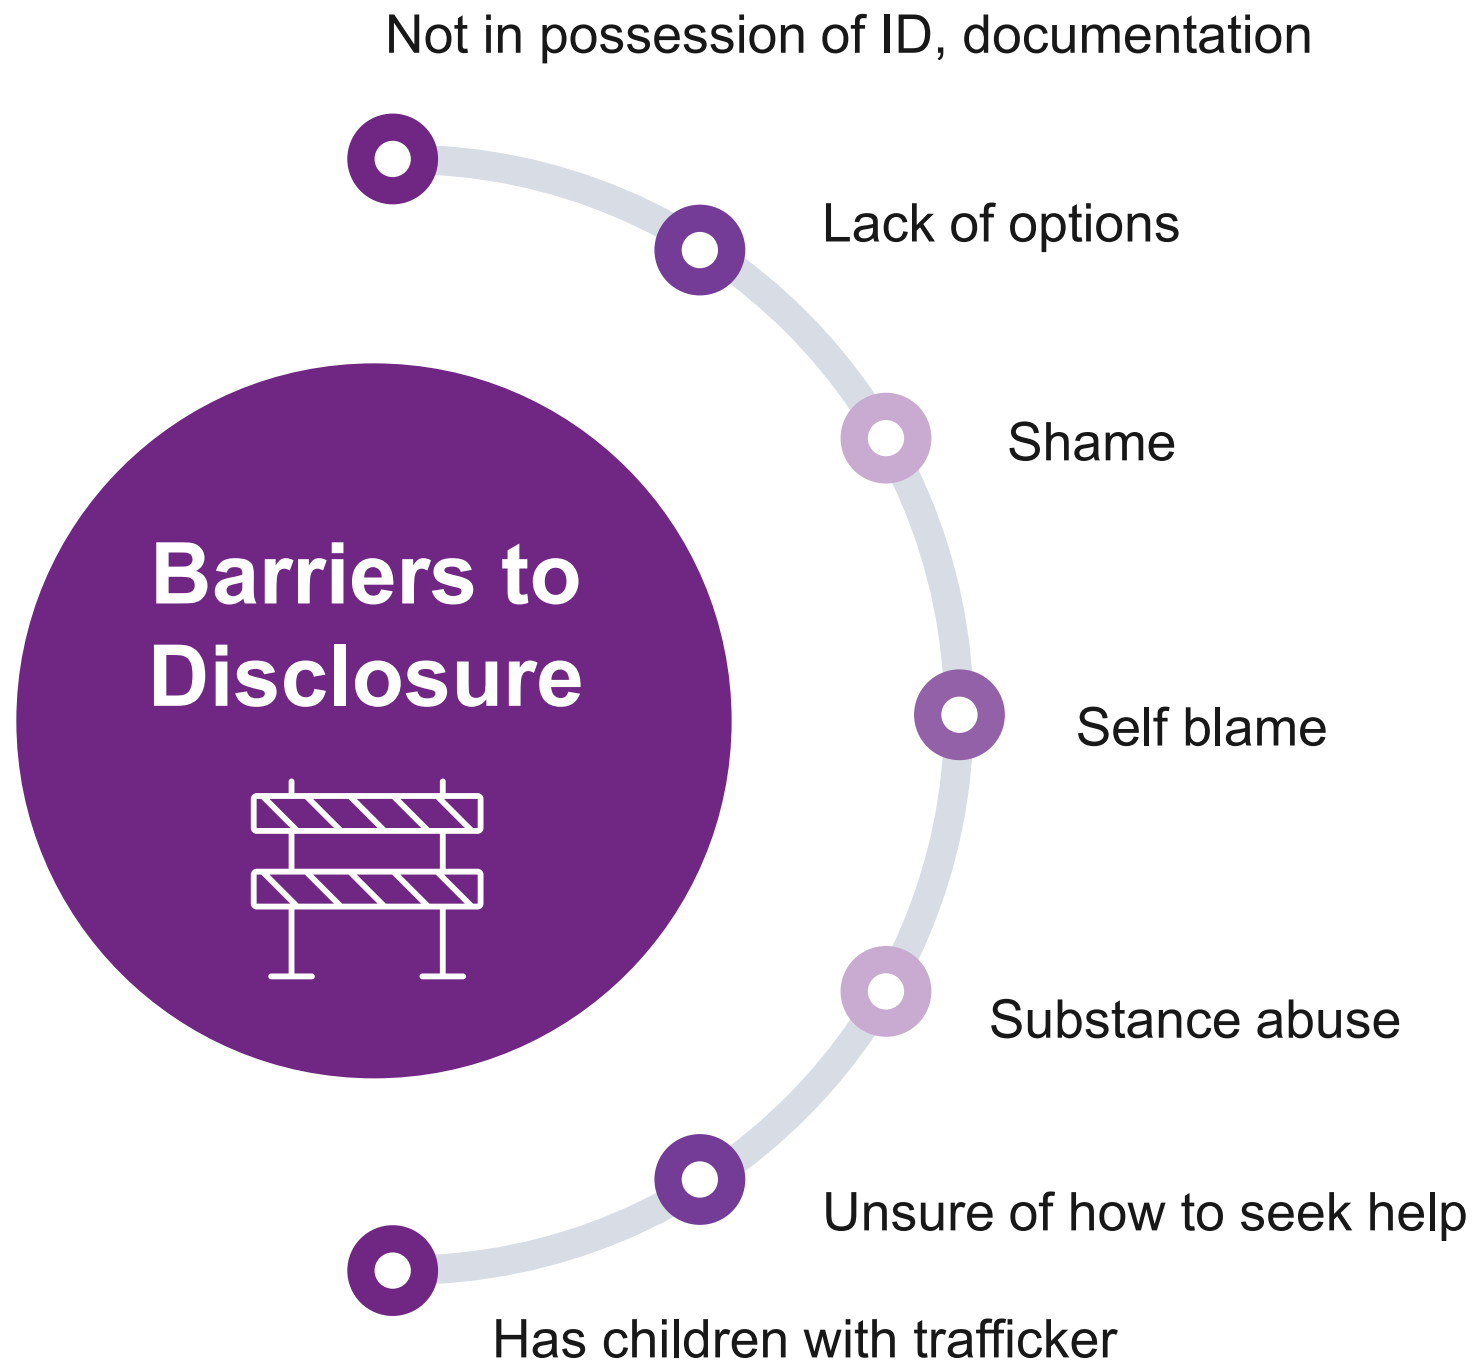 Not in possession of ID, documentation
Lack of options
Shame
Barriers to
Disclosure
Self blame
Substance abuse
Unsure of how to seek help
Has children with trafficker